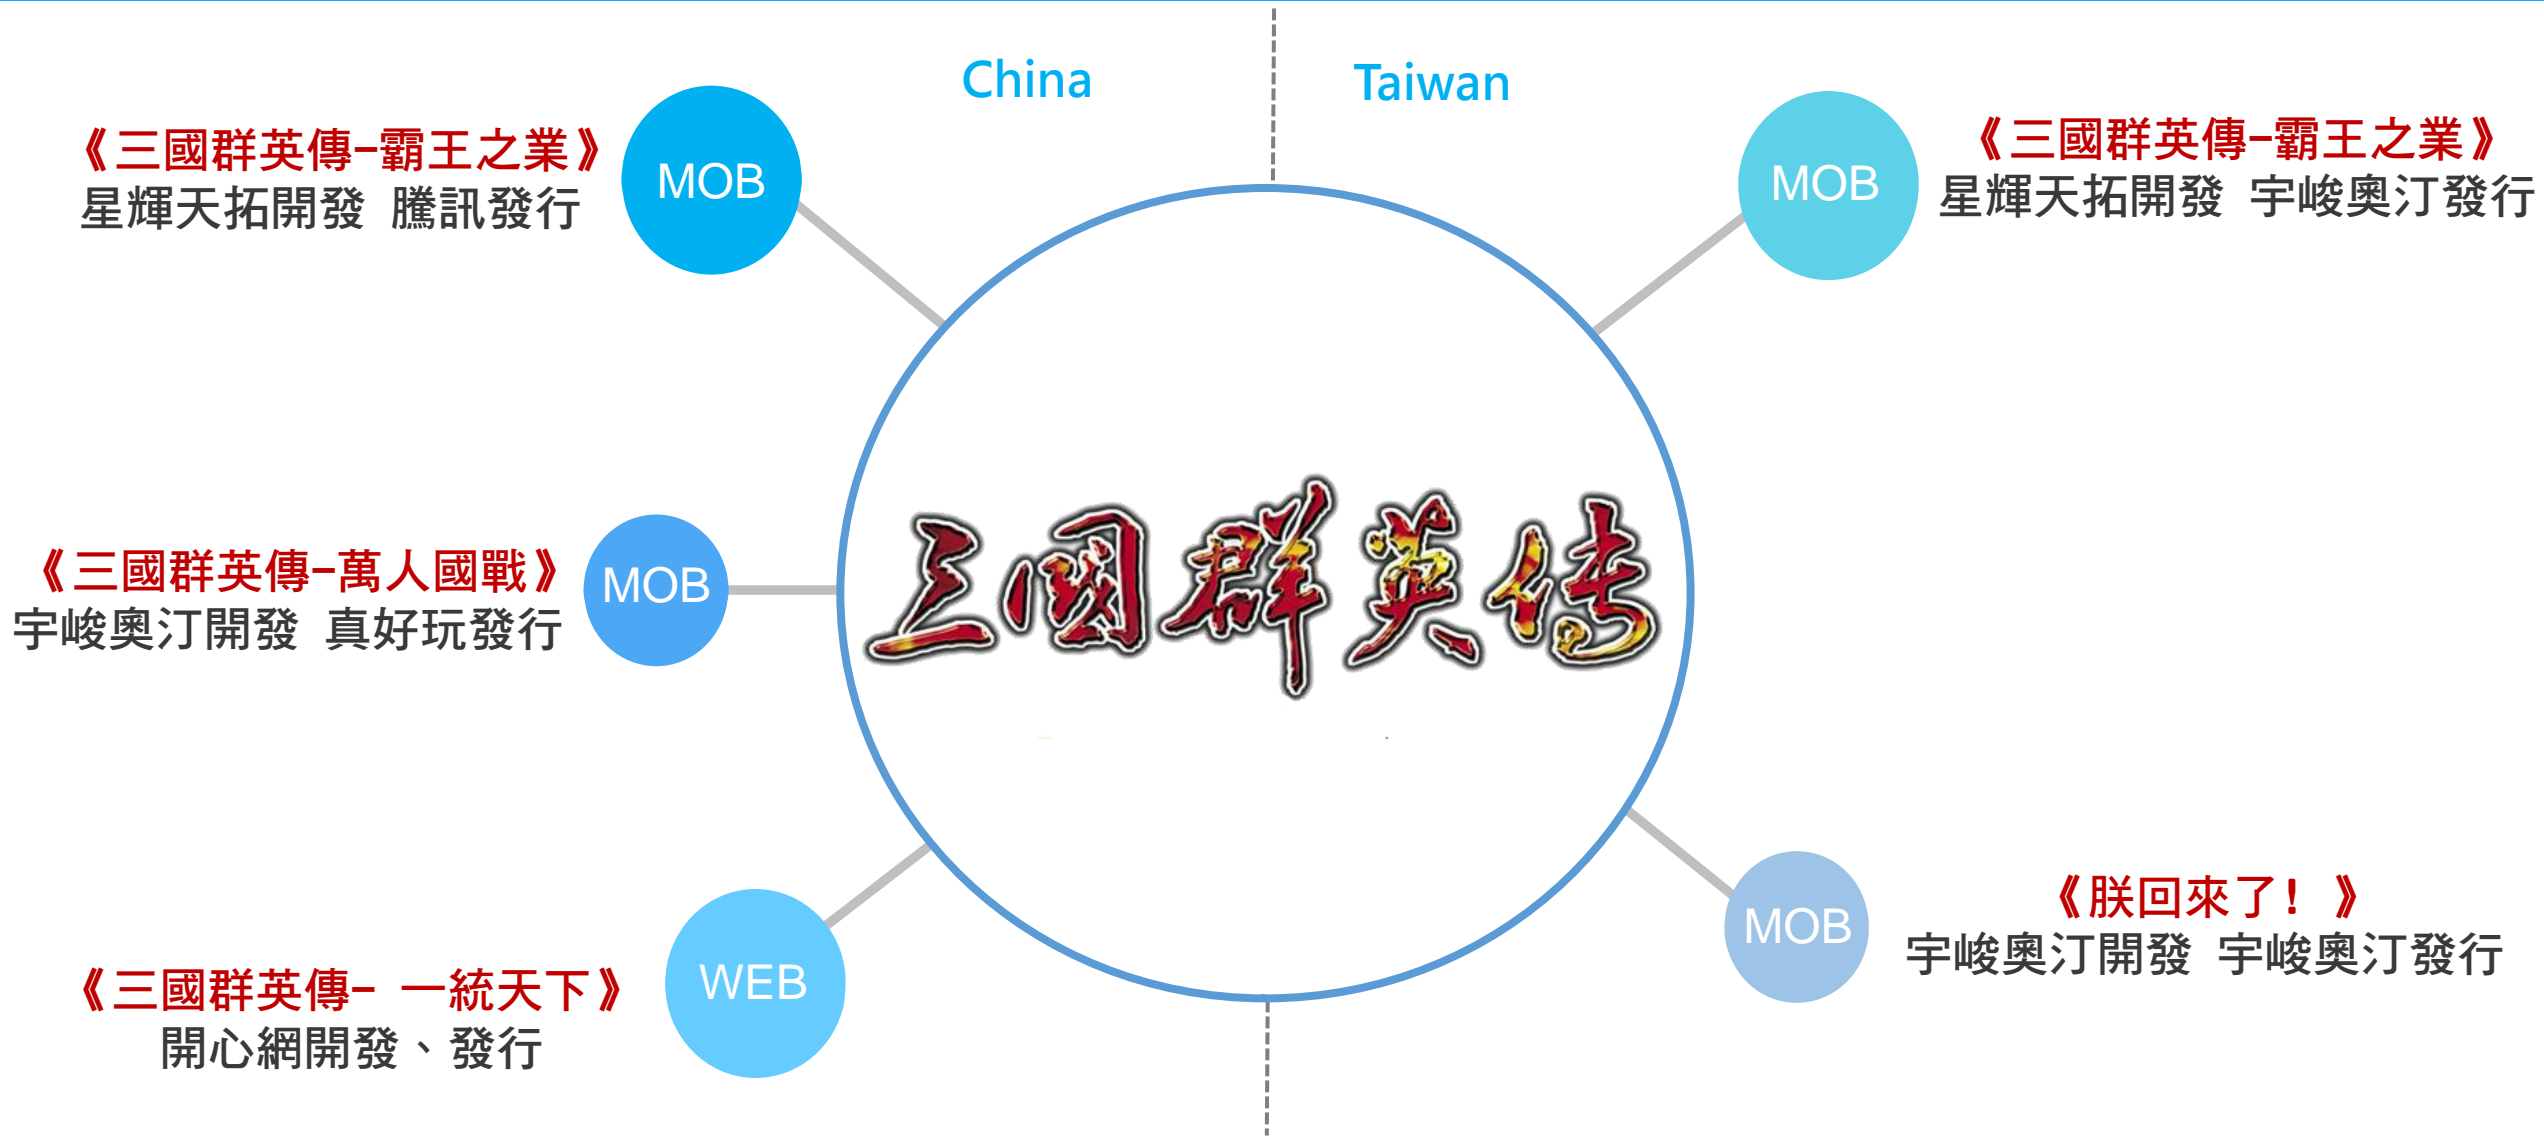 China
Taiwan
《三國群英傳-霸王之業》
星輝天拓開發 騰訊發行
MOB
MOB
《三國群英傳-霸王之業》
星輝天拓開發 宇峻奧汀發行
《三國群英傳-萬人國戰》
宇峻奧汀開發 真好玩發行
MOB
三國群英传
《三國群英傳- 一統天下》
開心網開發、發行
WEB
MOB
《朕回來了!》
宇峻奧汀開發 宇峻奧汀發行